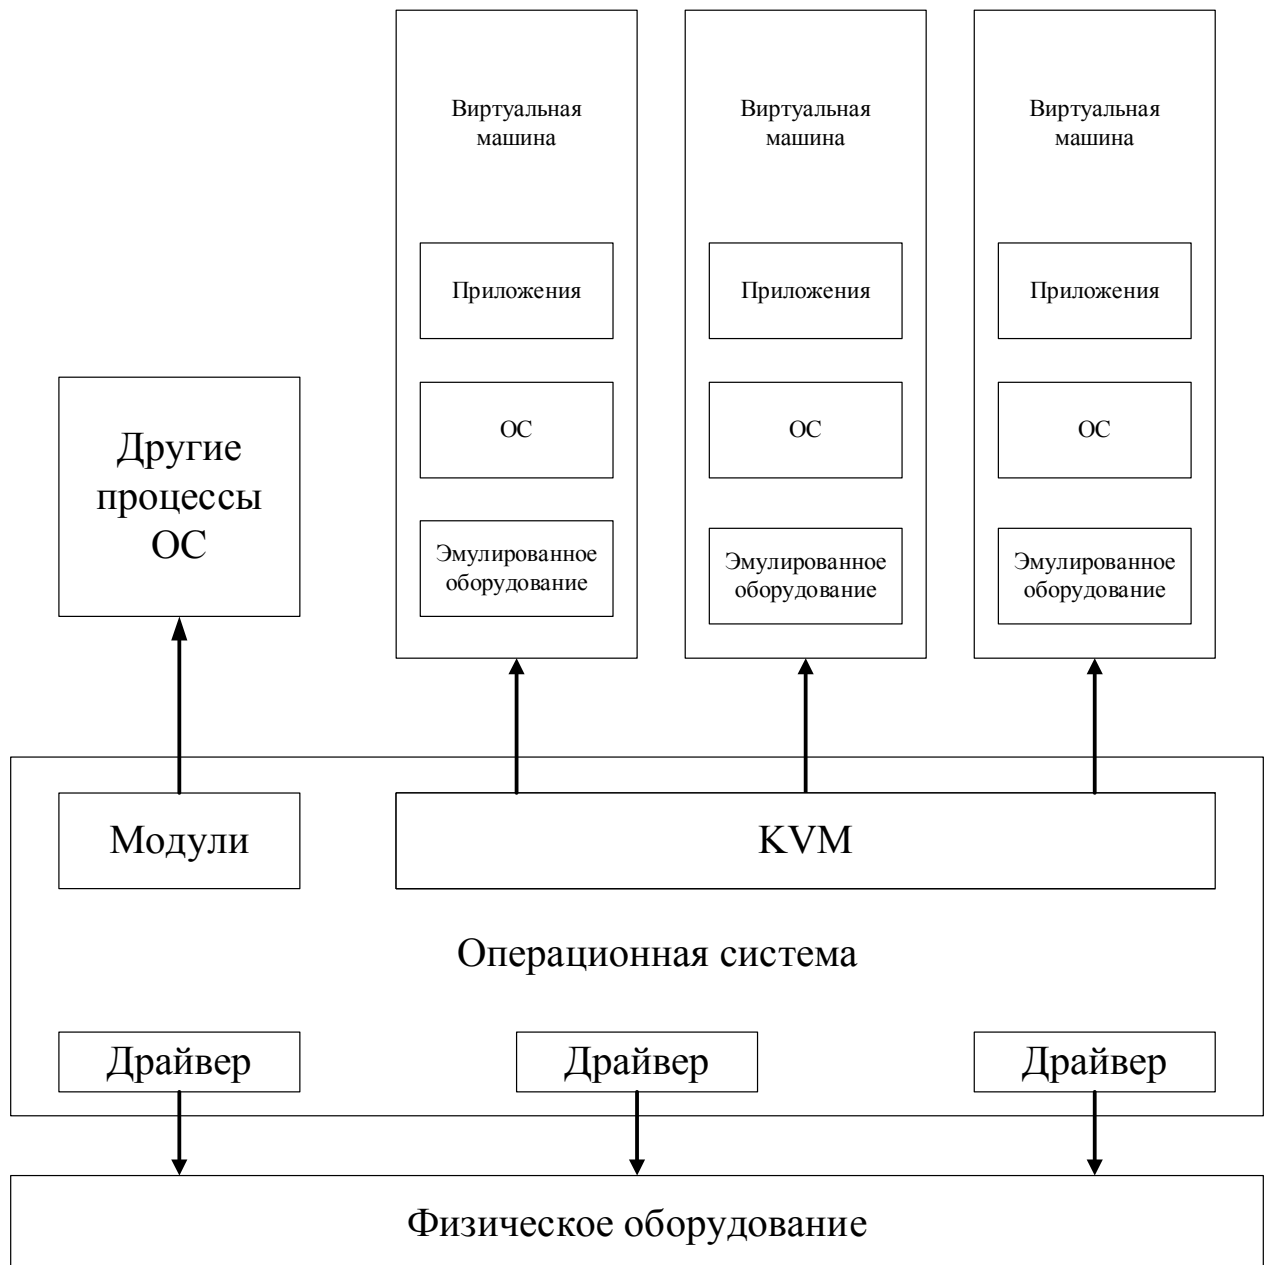 Виртуальная
машина
Виртуальная
машина
Виртуальная
машина
Приложения
Приложения
Приложения
Другие
процессы
ОС
ОС
ОС
ОС
Эмулированное
оборудование
Эмулированное
оборудование
Эмулированное
оборудование
Модули
KVM
Операционная система
Драйвер
Драйвер
Драйвер
Физическое оборудование